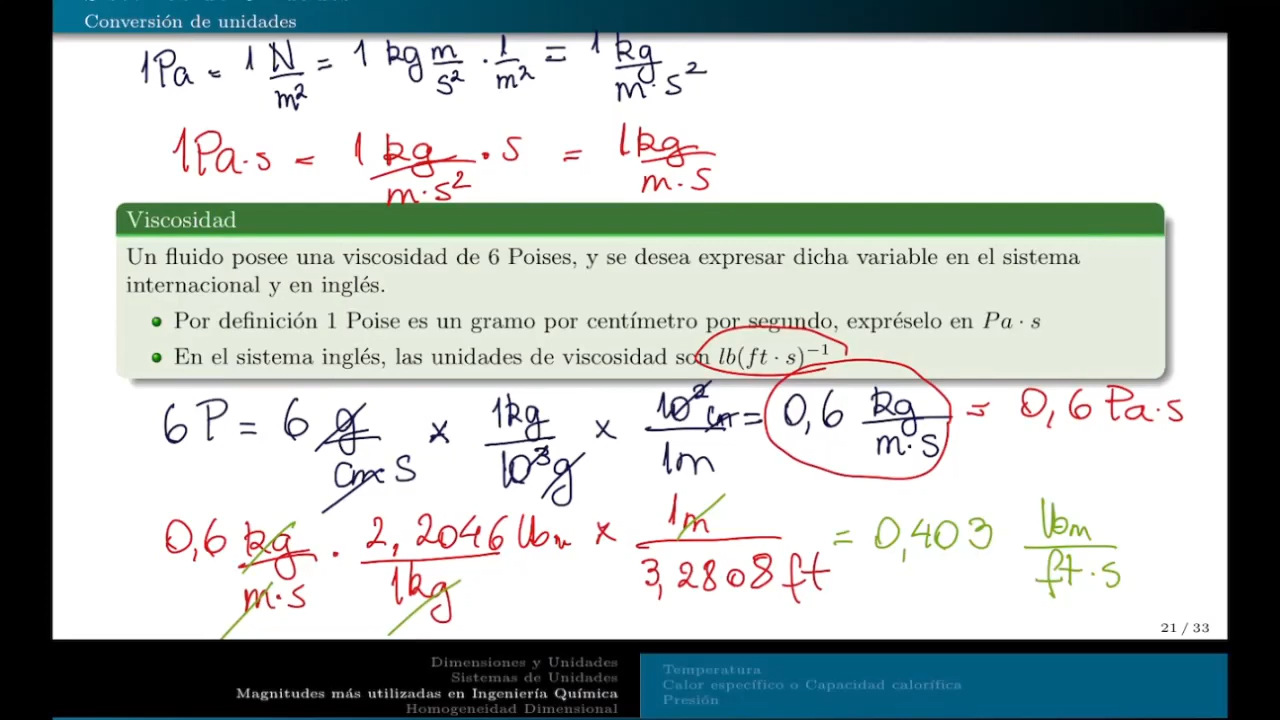 Conversión de unidades
1Pa = 1 N/m² = 1 kg m/s² · 1/m² = 1 kg/m·s²
1Pa·s = 1 kg/m·s² · s = 1kg/m·s
Viscosidad
Un fluido posee una viscosidad de 6 Poises, y se desea expresar dicha variable en el sistema
internacional y en inglés.
Por definición 1 Poise es un gramo por centímetro por segundo, expréselo en Pa · s
En el sistema inglés, las unidades de viscosidad son lb(ft · s)⁻¹
6 P = 6 g/cm S × 1kg/10³g × 10² cm/1m = 0,6 kg/m·s = 0,6 Pa·s
0,6 kg/m·s · 2,2046 lbm/1kg × 1m/3,2808 ft = 0,403 lbm/ft·s
21 / 33
Dimensiones y Unidades
Sistemas de Unidades
Magnitudes más utilizadas en Ingeniería Química
Homogeneidad Dimensional
Temperatura
Calor específico o Capacidad calorífica
Presión